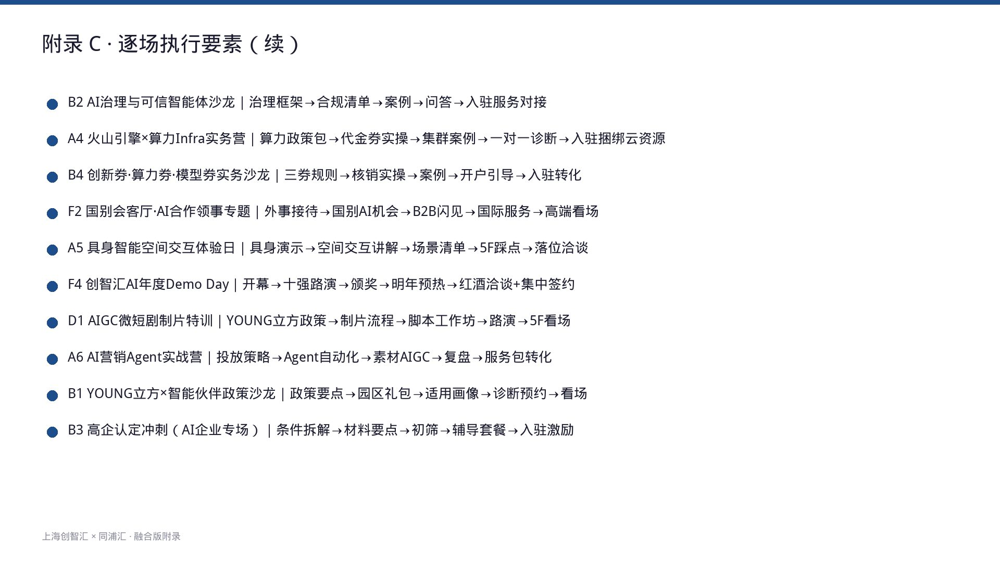 附录 C · 逐场执行要素（续）
B2 AI治理与可信智能体沙龙 | 治理框架→合规清单→案例→问答→入驻服务对接
A4 火山引擎×算力Infra实务营 | 算力政策包→代金券实操→集群案例→一对一诊断→入驻捆绑云资源
B4 创新券·算力券·模型券实务沙龙 | 三券规则→核销实操→案例→开户引导→入驻转化
F2 国别会客厅·AI合作领事专题 | 外事接待→国别AI机会→B2B闪见→国际服务→高端看场
A5 具身智能空间交互体验日 | 具身演示→空间交互讲解→场景清单→5F踩点→落位洽谈
F4 创智汇AI年度Demo Day | 开幕→十强路演→颁奖→明年预热→红酒洽谈+集中签约
D1 AIGC微短剧制片特训 | YOUNG立方政策→制片流程→脚本工作坊→路演→5F看场
A6 AI营销Agent实战营 | 投放策略→Agent自动化→素材AIGC→复盘→服务包转化
B1 YOUNG立方×智能伙伴政策沙龙 | 政策要点→园区礼包→适用画像→诊断预约→看场
B3 高企认定冲刺（AI企业专场）| 条件拆解→材料要点→初筛→辅导套餐→入驻激励
上海创智汇 × 同浦汇 · 融合版附录